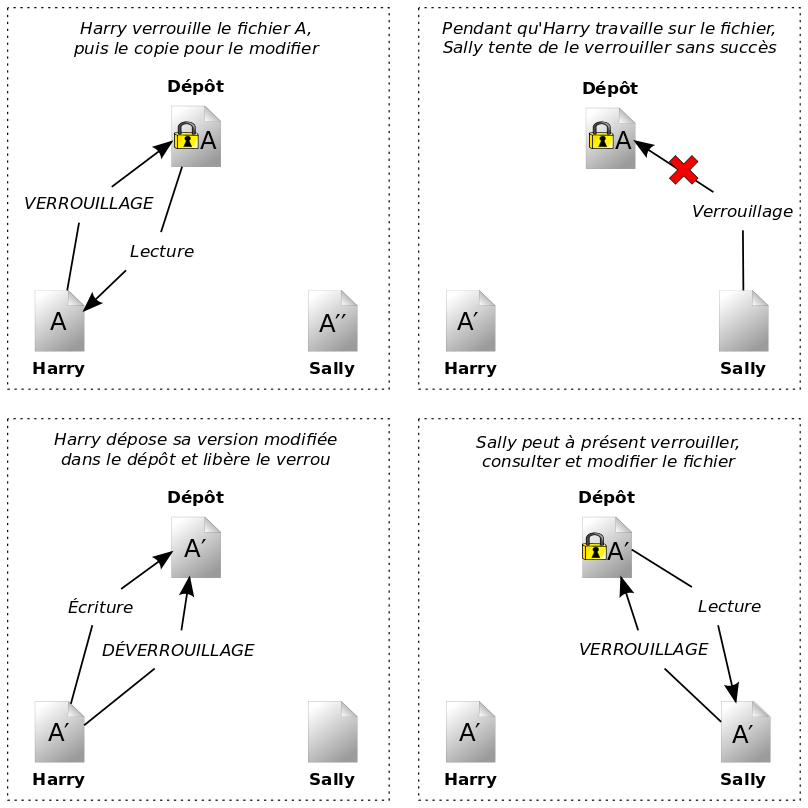 Harry verrouille le fichier A,
puis le copie pour le modifier
Dépôt
A
VERROUILLAGE
Lecture
A
A′′
Harry
Sally
Pendant qu'Harry travaille sur le fichier,
Sally tente de le verrouiller sans succès
Dépôt
A
Verrouillage
A′
Harry
Sally
Harry dépose sa version modifiée
dans le dépôt et libère le verrou
Dépôt
A′
Écriture
DÉVERROUILLAGE
A′
Harry
Sally
Sally peut à présent verrouiller,
consulter et modifier le fichier
Dépôt
A′
Lecture
VERROUILLAGE
A′
A′
Harry
Sally